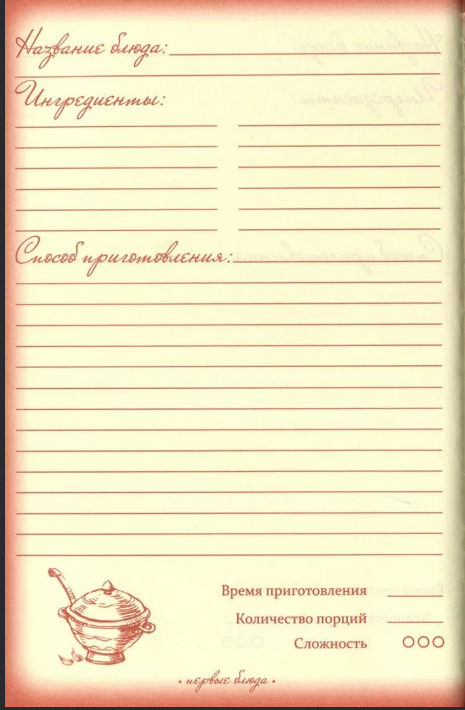 Название блюда:
Ингредиенты:
Способ приготовления:
Время приготовления
Количество порций
Сложность
• первые блюда •